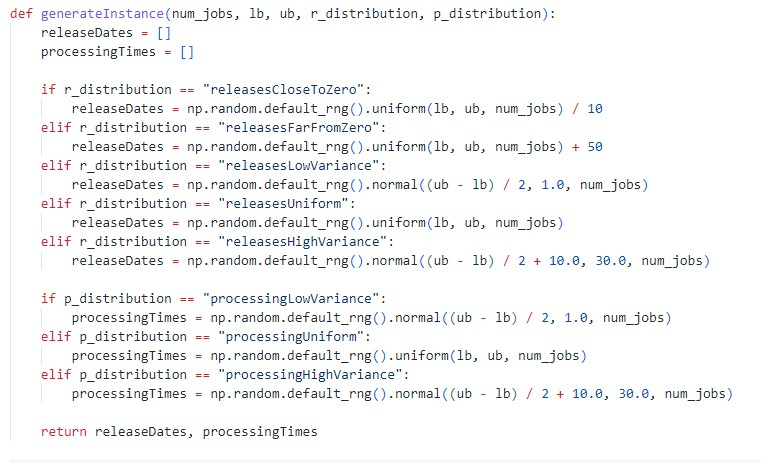 def generateInstance(num_jobs, lb, ub, r_distribution, p_distribution):
    releaseDates = []
    processingTimes = []

    if r_distribution == "releasesCloseToZero":
        releaseDates = np.random.default_rng().uniform(lb, ub, num_jobs) / 10
    elif r_distribution == "releasesFarFromZero":
        releaseDates = np.random.default_rng().uniform(lb, ub, num_jobs) + 50
    elif r_distribution == "releasesLowVariance":
        releaseDates = np.random.default_rng().normal((ub - lb) / 2, 1.0, num_jobs)
    elif r_distribution == "releasesUniform":
        releaseDates = np.random.default_rng().uniform(lb, ub, num_jobs)
    elif r_distribution == "releasesHighVariance":
        releaseDates = np.random.default_rng().normal((ub - lb) / 2 + 10.0, 30.0, num_jobs)

    if p_distribution == "processingLowVariance":
        processingTimes = np.random.default_rng().normal((ub - lb) / 2, 1.0, num_jobs)
    elif p_distribution == "processingUniform":
        processingTimes = np.random.default_rng().uniform(lb, ub, num_jobs)
    elif p_distribution == "processingHighVariance":
        processingTimes = np.random.default_rng().normal((ub - lb) / 2 + 10.0, 30.0, num_jobs)

    return releaseDates, processingTimes